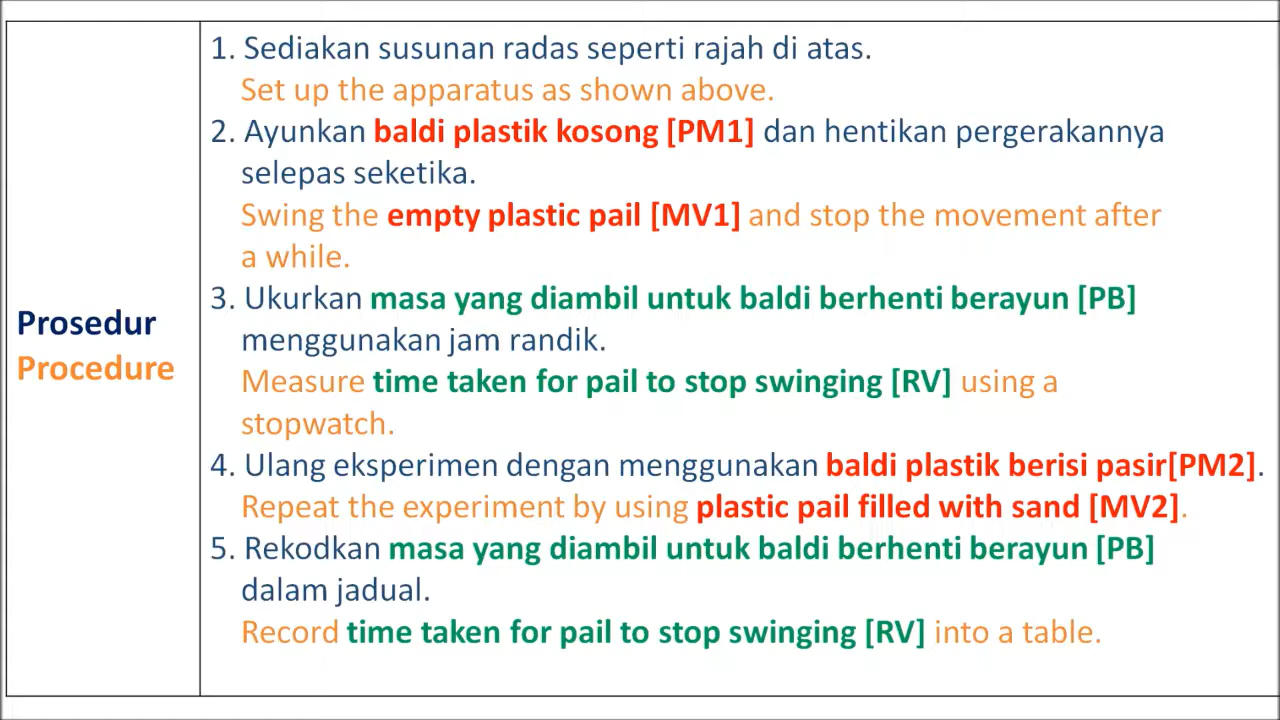 Prosedur
Procedure
1. Sediakan susunan radas seperti rajah di atas.
Set up the apparatus as shown above.
2. Ayunkan baldi plastik kosong [PM1] dan hentikan pergerakannya
selepas seketika.
Swing the empty plastic pail [MV1] and stop the movement after
a while.
3. Ukurkan masa yang diambil untuk baldi berhenti berayun [PB]
menggunakan jam randik.
Measure time taken for pail to stop swinging [RV] using a
stopwatch.
4. Ulang eksperimen dengan menggunakan baldi plastik berisi pasir[PM2].
Repeat the experiment by using plastic pail filled with sand [MV2].
5. Rekodkan masa yang diambil untuk baldi berhenti berayun [PB]
dalam jadual.
Record time taken for pail to stop swinging [RV] into a table.